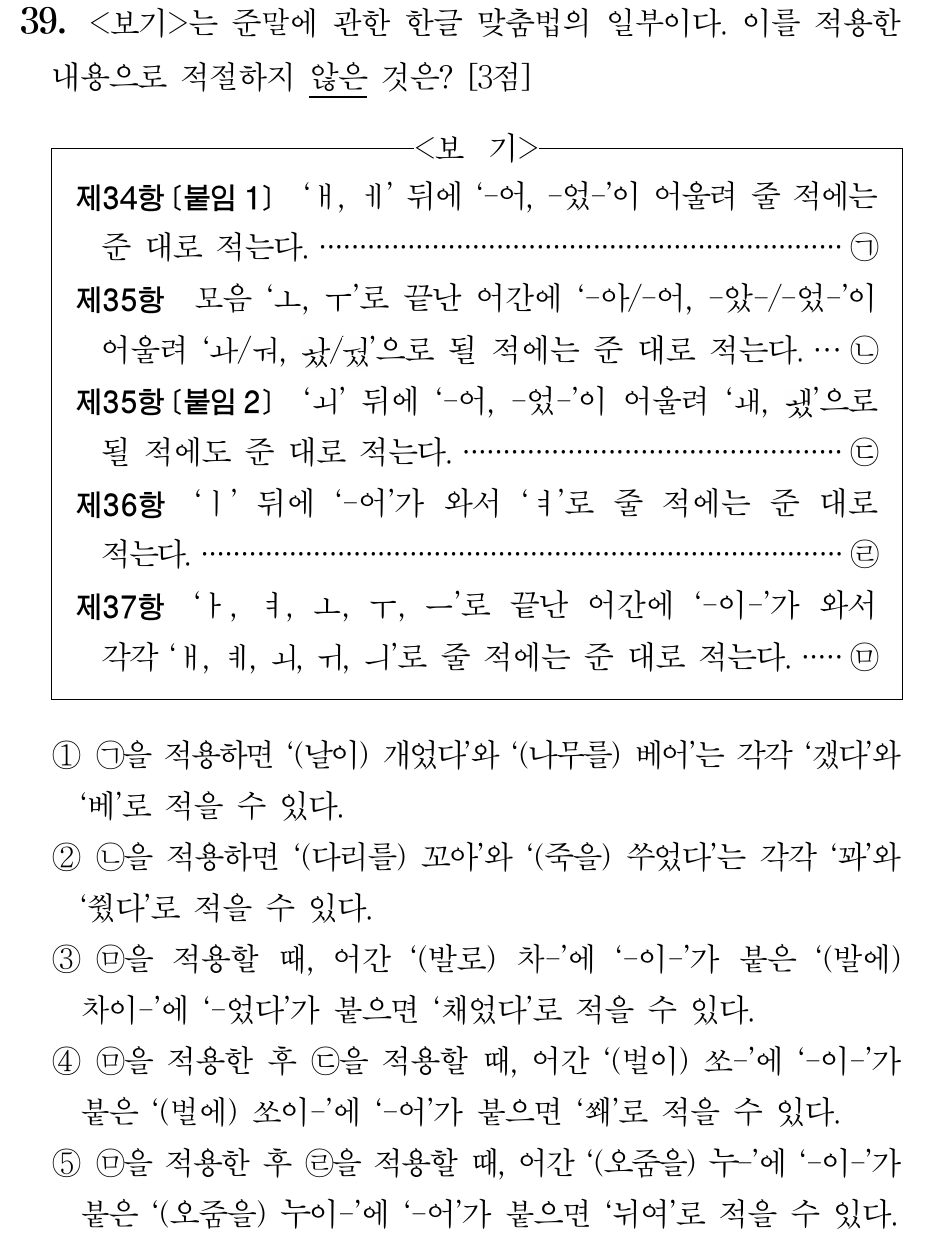 39. <보기>는 준말에 관한 한글 맞춤법의 일부이다. 이를 적용한
내용으로 적절하지 않은 것은? [3점]
<보 기>
제34항 〔붙임 1〕 ‘ㅐ, ㅔ’ 뒤에 ‘-어, -었-’이 어울려 줄 적에는
준 대로 적는다. ······························································ ㉠
제35항 모음 ‘ㅗ, ㅜ’로 끝난 어간에 ‘-아/-어, -았-/-었-’이
어울려 ‘ㅘ/ㅝ, ㅘㅆ/ㅝㅆ’으로 될 적에는 준 대로 적는다. ··· ㉡
제35항 〔붙임 2〕 ‘ㅚ’ 뒤에 ‘-어, -었-’이 어울려 ‘ㅙ, ㅙㅆ’으로
될 적에도 준 대로 적는다. ············································· ㉢
제36항 ‘ㅣ’ 뒤에 ‘-어’가 와서 ‘ㅕ’로 줄 적에는 준 대로
적는다. ············································································ ㉣
제37항 ‘ㅏ, ㅕ, ㅗ, ㅜ, ㅡ’로 끝난 어간에 ‘-이-’가 와서
각각 ‘ㅐ, ㅖ, ㅚ, ㅟ, ㅢ’로 줄 적에는 준 대로 적는다. ····· ㉤
① ㉠을 적용하면 ‘(날이) 개었다’와 ‘(나무를) 베어’는 각각 ‘갰다’와
‘베’로 적을 수 있다.
② ㉡을 적용하면 ‘(다리를) 꼬아’와 ‘(죽을) 쑤었다’는 각각 ‘꽈’와
‘쒔다’로 적을 수 있다.
③ ㉤을 적용할 때, 어간 ‘(발로) 차-’에 ‘-이-’가 붙은 ‘(발에)
차이-’에 ‘-었다’가 붙으면 ‘채었다’로 적을 수 있다.
④ ㉤을 적용한 후 ㉢을 적용할 때, 어간 ‘(벌이) 쏘-’에 ‘-이-’가
붙은 ‘(벌에) 쏘이-’에 ‘-어’가 붙으면 ‘쐐’로 적을 수 있다.
⑤ ㉤을 적용한 후 ㉣을 적용할 때, 어간 ‘(오줌을) 누-’에 ‘-이-’가
붙은 ‘(오줌을) 누이-’에 ‘-어’가 붙으면 ‘뉘여’로 적을 수 있다.